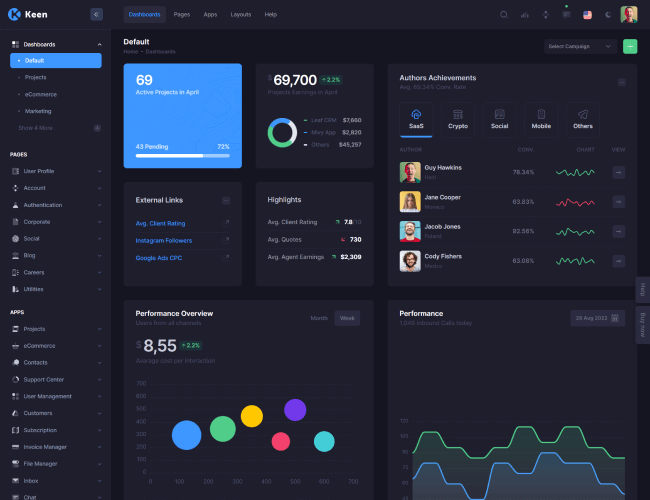 Keen
Dashboards
Pages
Apps
Layouts
Help
Dashboards
Default
Projects
eCommerce
Marketing
Show 4 More
PAGES
User Profile
Account
Authentication
Corporate
Social
Blog
Careers
Utilities
APPS
Projects
eCommerce
Contacts
Support Center
User Management
Customers
Subscription
Invoice Manager
File Manager
Inbox
Chat
Default
Home - Dashboards
Select Campaign
69
Active Projects in April
43 Pending 72%
$ 69,700 2.2%
Projects Earnings in April
Leaf CRM $7,660
Mivy App $2,820
Others $45,257
Authors Achievements
Avg. 69.34% Conv. Rate
SaaS
Crypto
Social
Mobile
Others
AUTHOR CONV. CHART VIEW
Guy Hawkins 78.34%
Haiti
Jane Cooper 63.83%
Monaco
Jacob Jones 92.56%
Poland
Cody Fishers 63.08%
Mexico
External Links
Avg. Client Rating
Instagram Followers
Google Ads CPC
Highlights
Avg. Client Rating 7.8/10
Avg. Quotes 730
Avg. Agent Earnings $2,309
Performance Overview
Users from all channels
Month
Week
$ 8,55 2.2%
Average cost per interaction
700
600
500
400
300
200
100
0
0 100 200 300 400 500 600 700
Performance
1,046 Inbound Calls today
29 Aug 2023
120
105
90
75
60
45
Help
Buy now